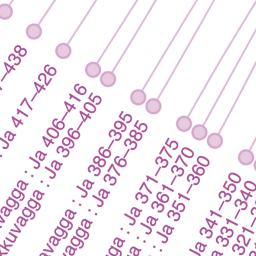 –438
: Ja 417–426
vagga : Ja 406–416
kuvagga : Ja 396–405
vagga : Ja 386–395
vagga : Ja 376–385
gga : Ja 371–375
: Ja 361–370
: Ja 351–360
Ja 341–350
331–340